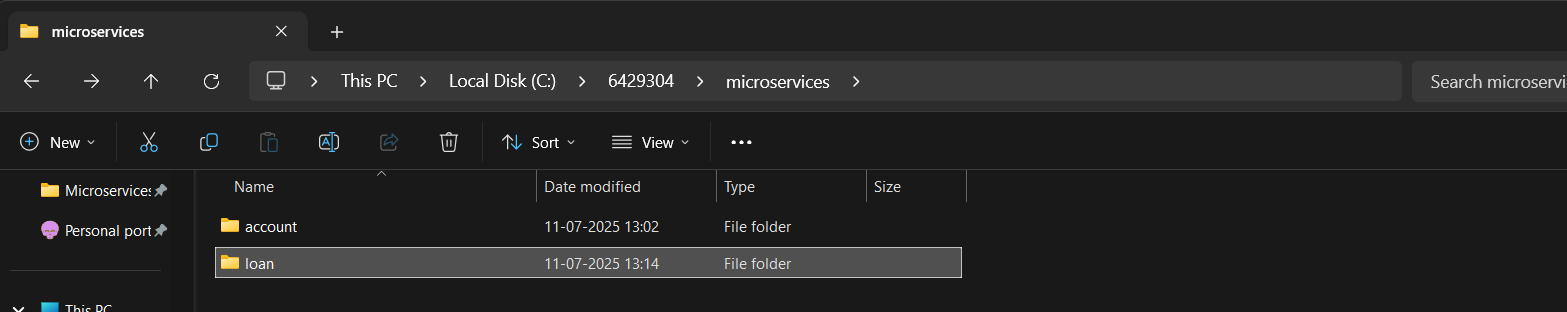 microservices
This PC > Local Disk (C:) > 6429304 > microservices >
Search microservi
New
Sort
View
Name Date modified Type Size
Microservices
Personal port
This PC
account 11-07-2025 13:02 File folder
loan 11-07-2025 13:14 File folder